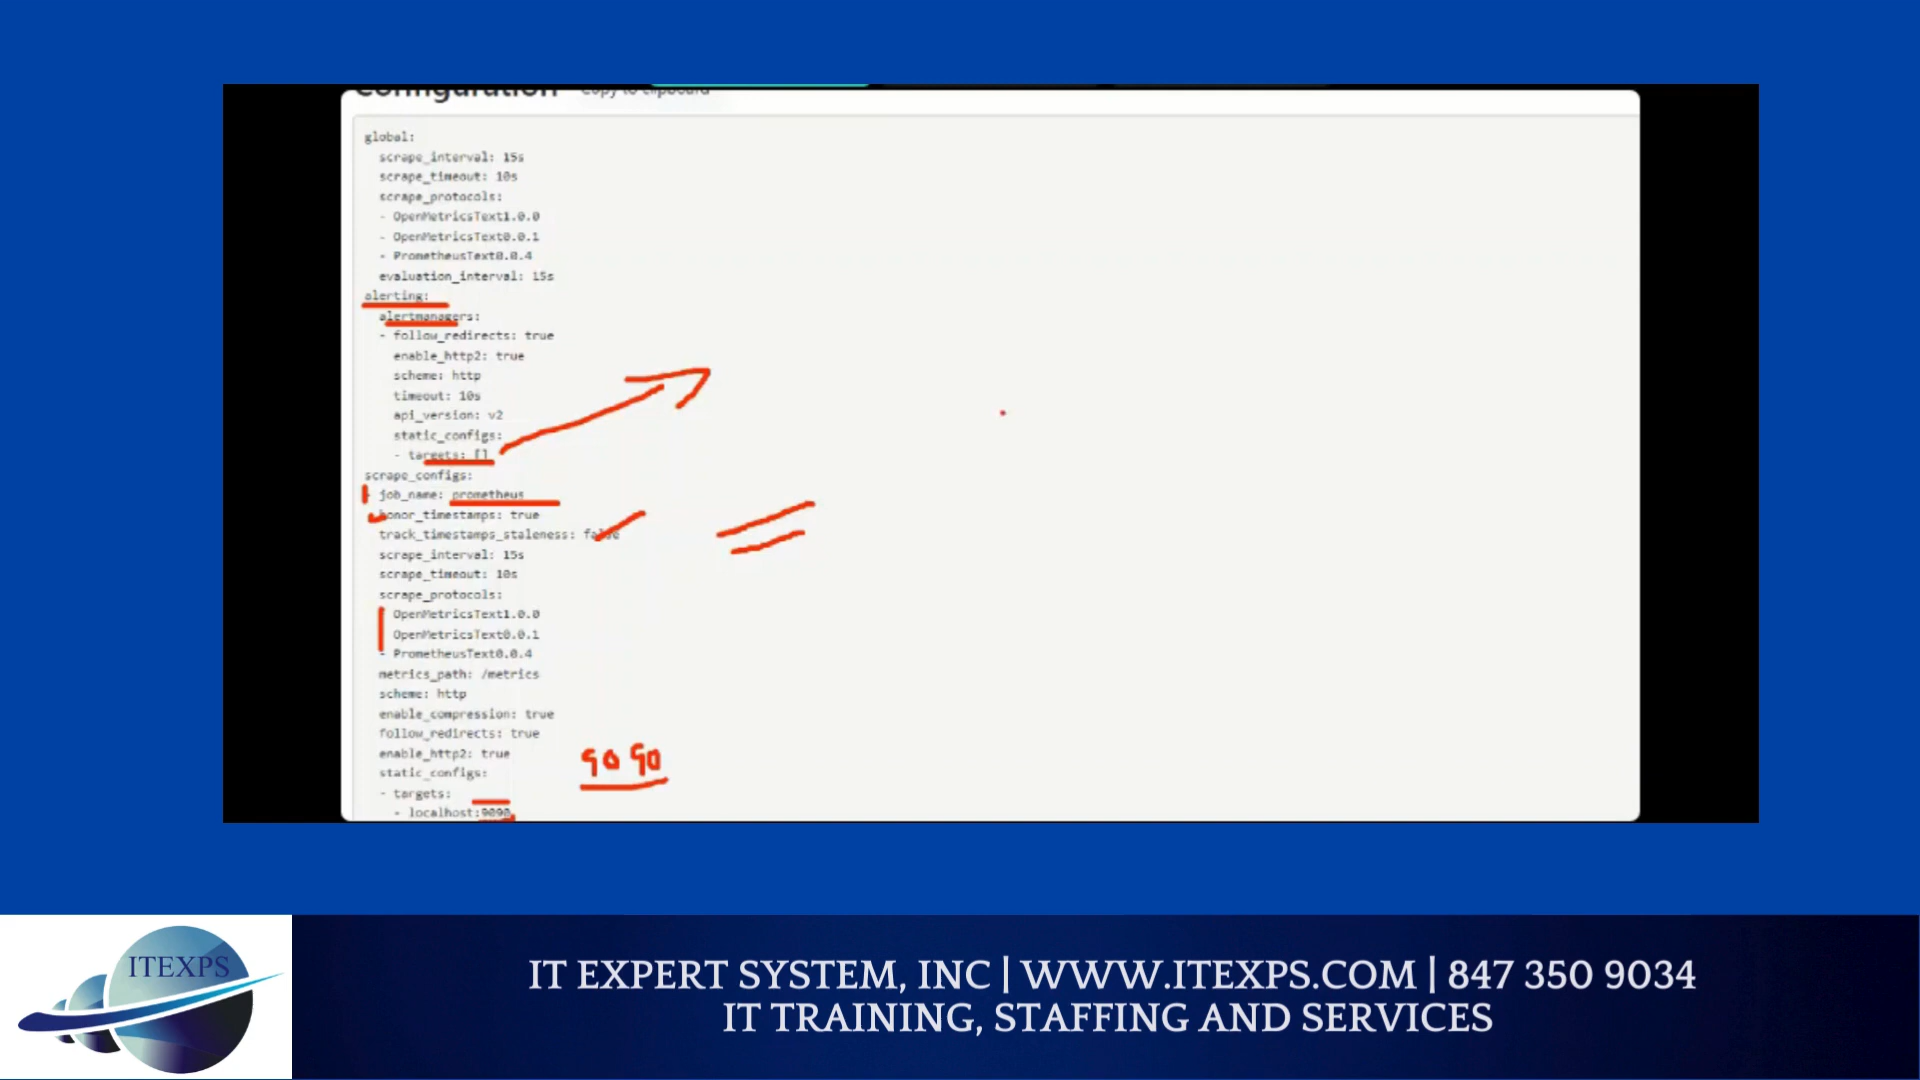 Configuration Copy to clipboard
global:
scrape_interval: 15s
scrape_timeout: 10s
scrape_protocols:
- OpenMetricsText1.0.0
- OpenMetricsText0.0.1
- PrometheusText0.0.4
evaluation_interval: 15s
alerting:
alertmanagers:
- follow_redirects: true
enable_http2: true
scheme: http
timeout: 10s
api_version: v2
static_configs:
- targets: []
scrape_configs:
- job_name: prometheus
honor_timestamps: true
track_timestamps_staleness: false
scrape_interval: 15s
scrape_timeout: 10s
scrape_protocols:
OpenMetricsText1.0.0
OpenMetricsText0.0.1
- PrometheusText0.0.4
metrics_path: /metrics
scheme: http
enable_compression: true
follow_redirects: true
enable_http2: true
static_configs:
- targets:
- localhost:9090
9090
ITEXPS
IT EXPERT SYSTEM, INC | WWW.ITEXPS.COM | 847 350 9034
IT TRAINING, STAFFING AND SERVICES